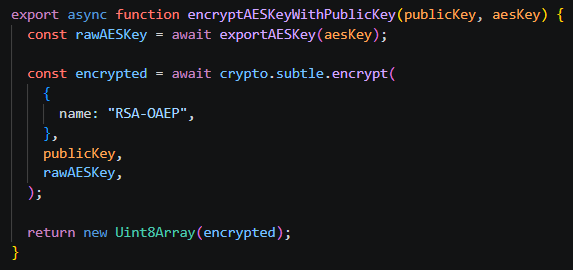 export async function encryptAESKeyWithPublicKey(publicKey, aesKey) {
  const rawAESKey = await exportAESKey(aesKey);

  const encrypted = await crypto.subtle.encrypt(
    {
      name: "RSA-OAEP",
    },
    publicKey,
    rawAESKey,
  );

  return new Uint8Array(encrypted);
}